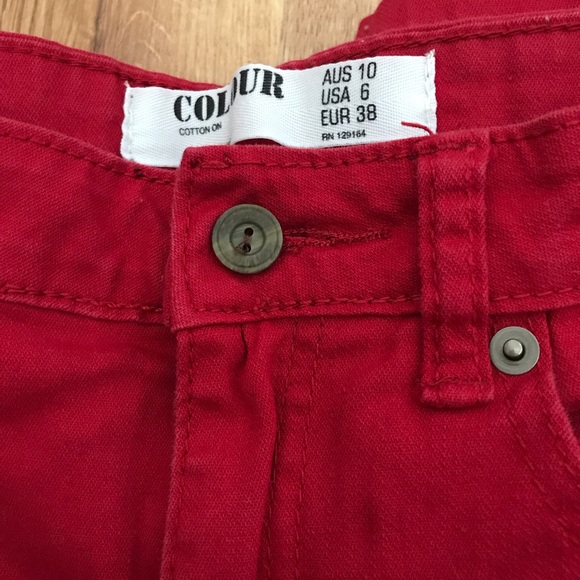 COLOUR
COTTON ON
AUS 10
USA 6
EUR 38
RN 129164